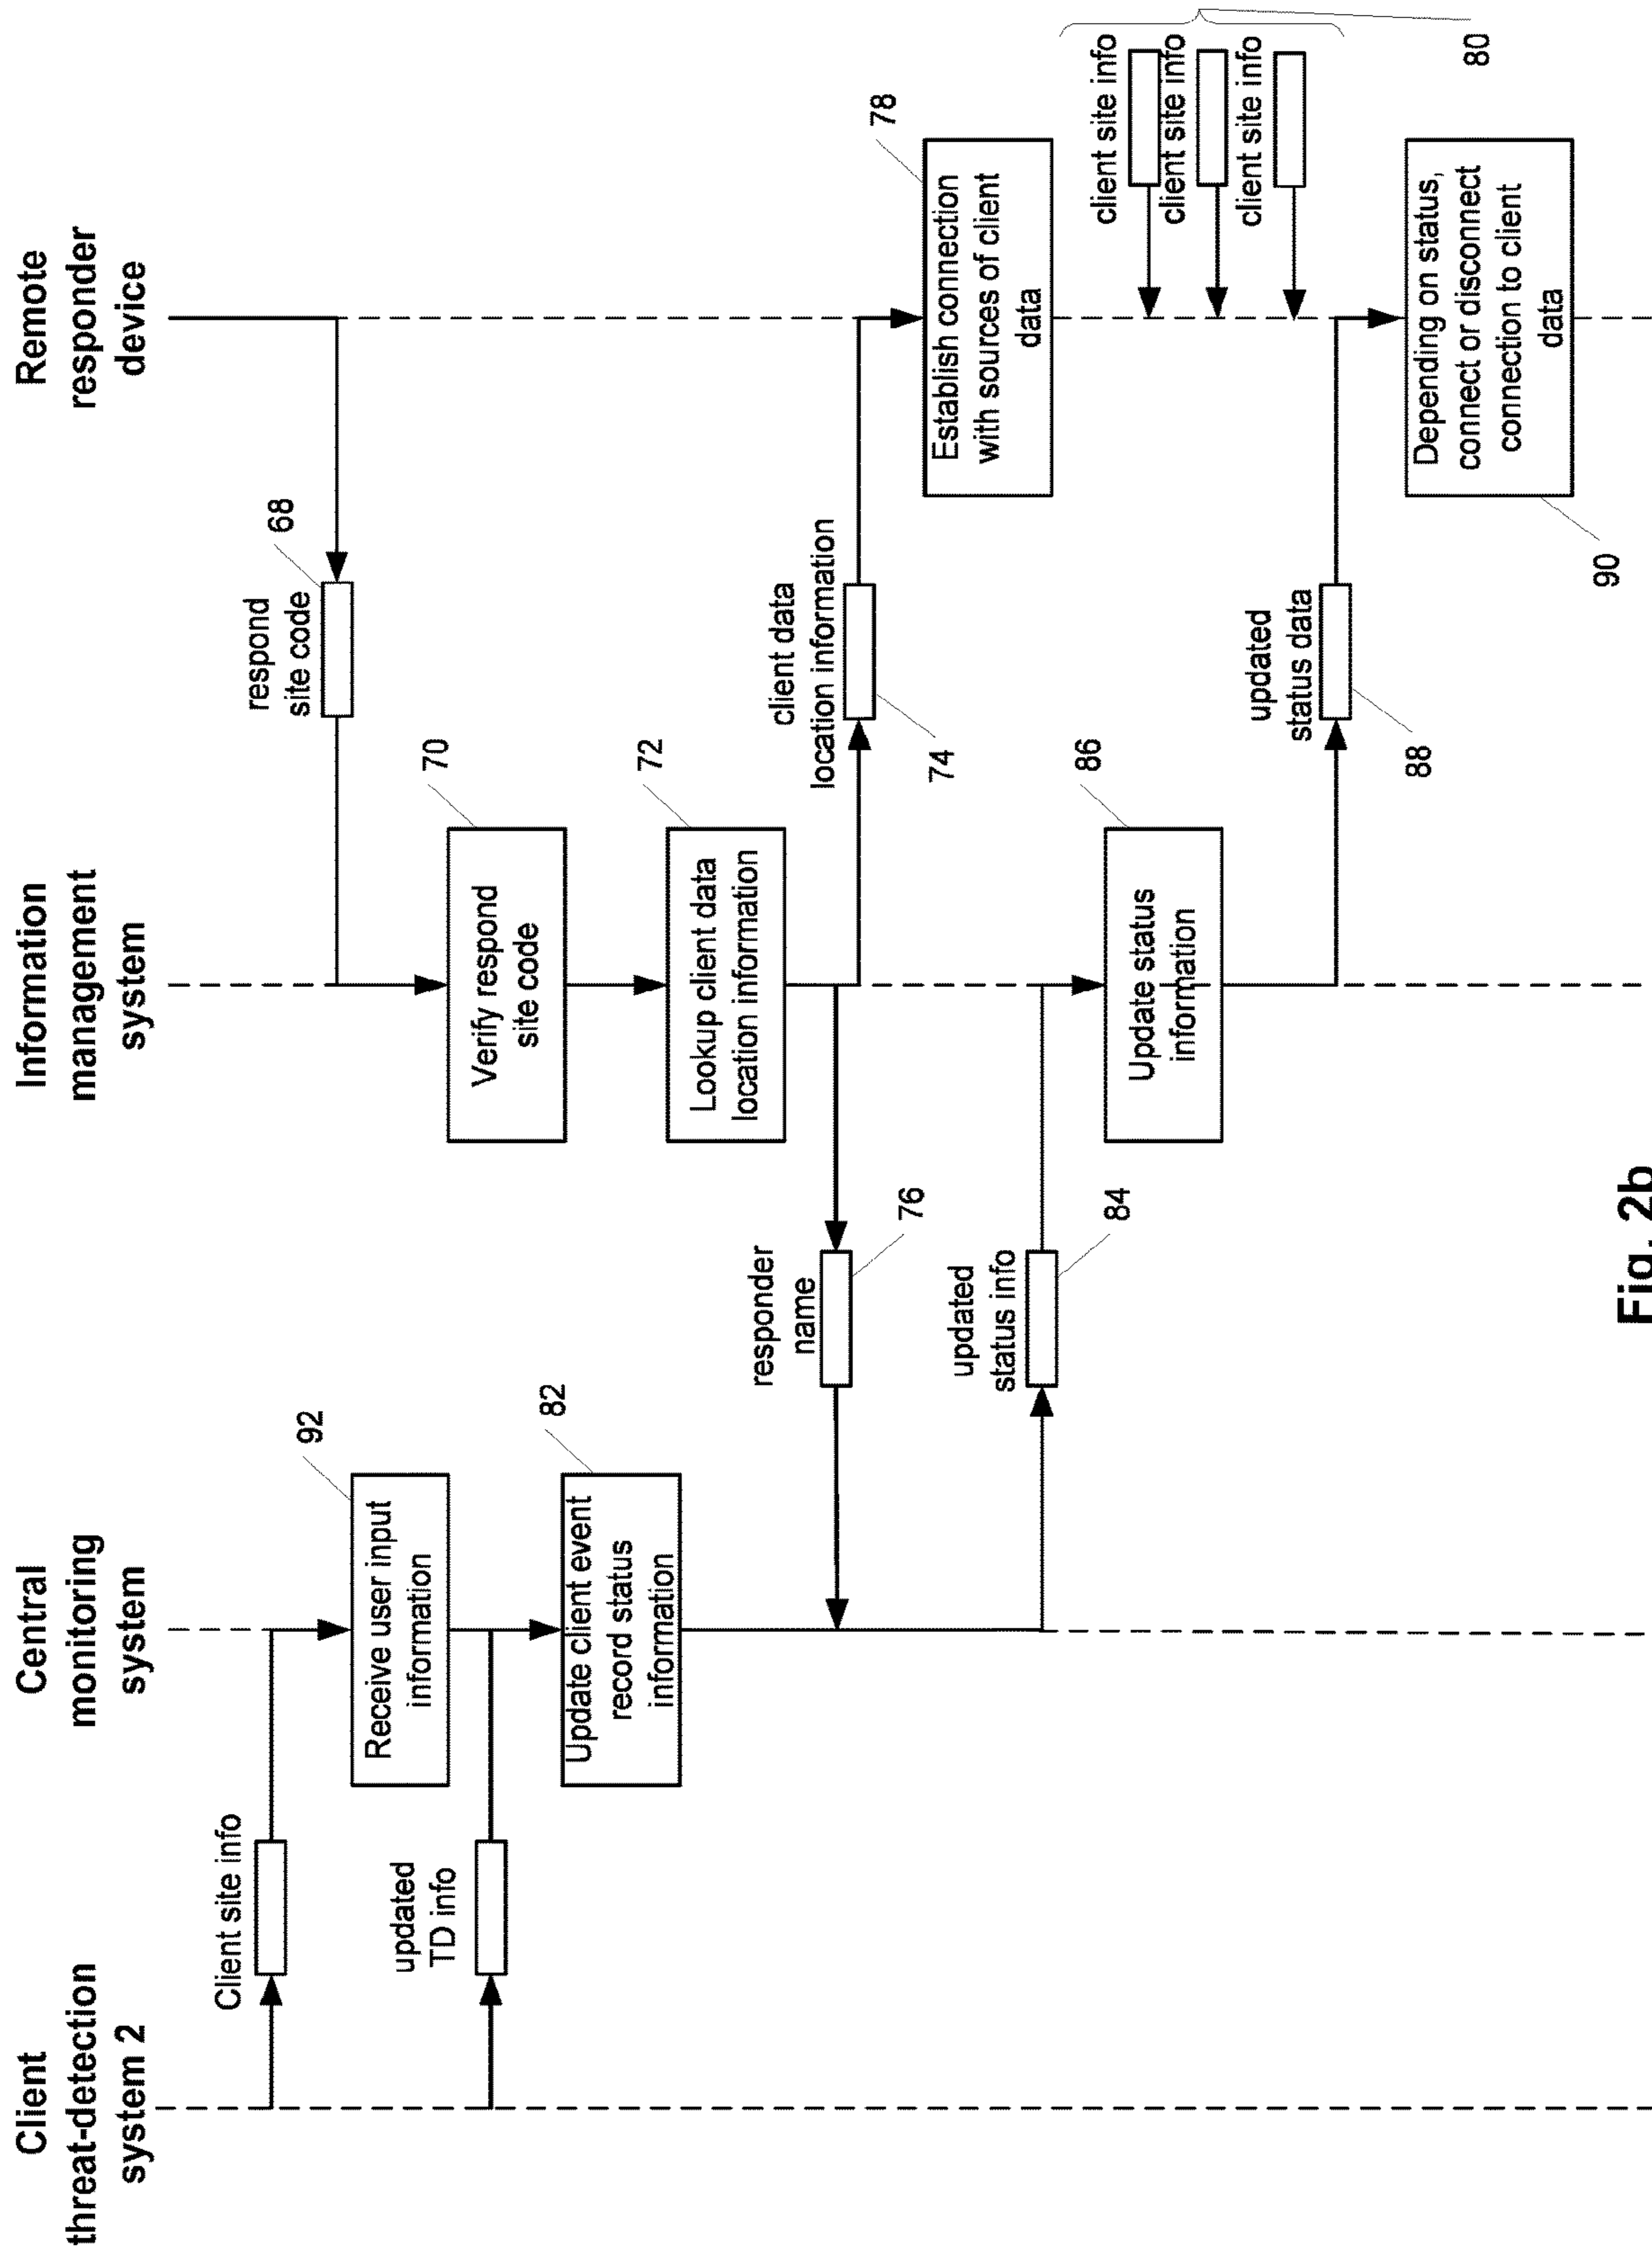 Client
threat-detection
system 2
Central
monitoring
system
Information
management
system
Remote
responder
device
Client site info
92
Receive user input
information
updated
TD info
82
Update client event
record status
information
respond
site code
68
70
Verify respond
site code
72
Lookup client data
location information
client data
location information
74
responder
name
76
78
Establish connection
with sources of client
data
client site info
client site info
client site info
80
updated
status info
84
86
Update status
information
updated
status data
88
Depending on status,
connect or disconnect
connection to client
data
90
Fig. 2b